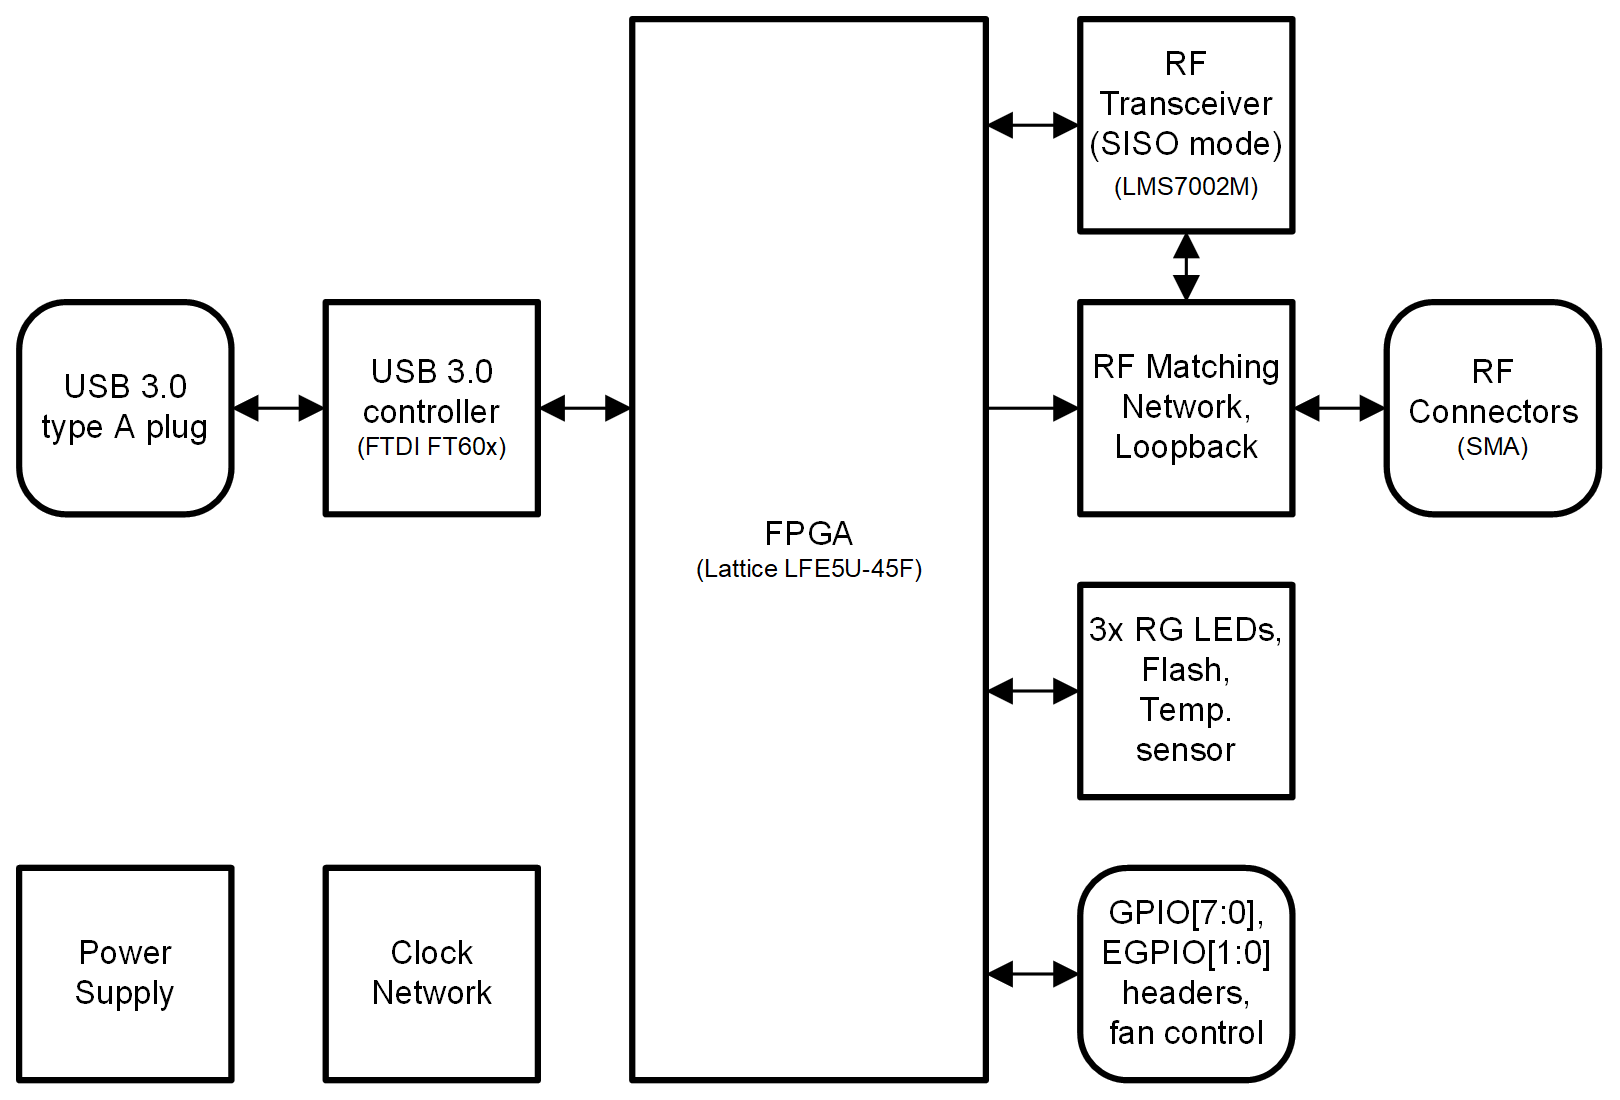 RF
Transceiver
(SISO mode)
(LMS7002M)
USB 3.0
type A plug
USB 3.0
controller
(FTDI FT60x)
FPGA
(Lattice LFE5U-45F)
RF Matching
Network,
Loopback
RF
Connectors
(SMA)
3x RG LEDs,
Flash,
Temp.
sensor
Power
Supply
Clock
Network
GPIO[7:0],
EGPIO[1:0]
headers,
fan control